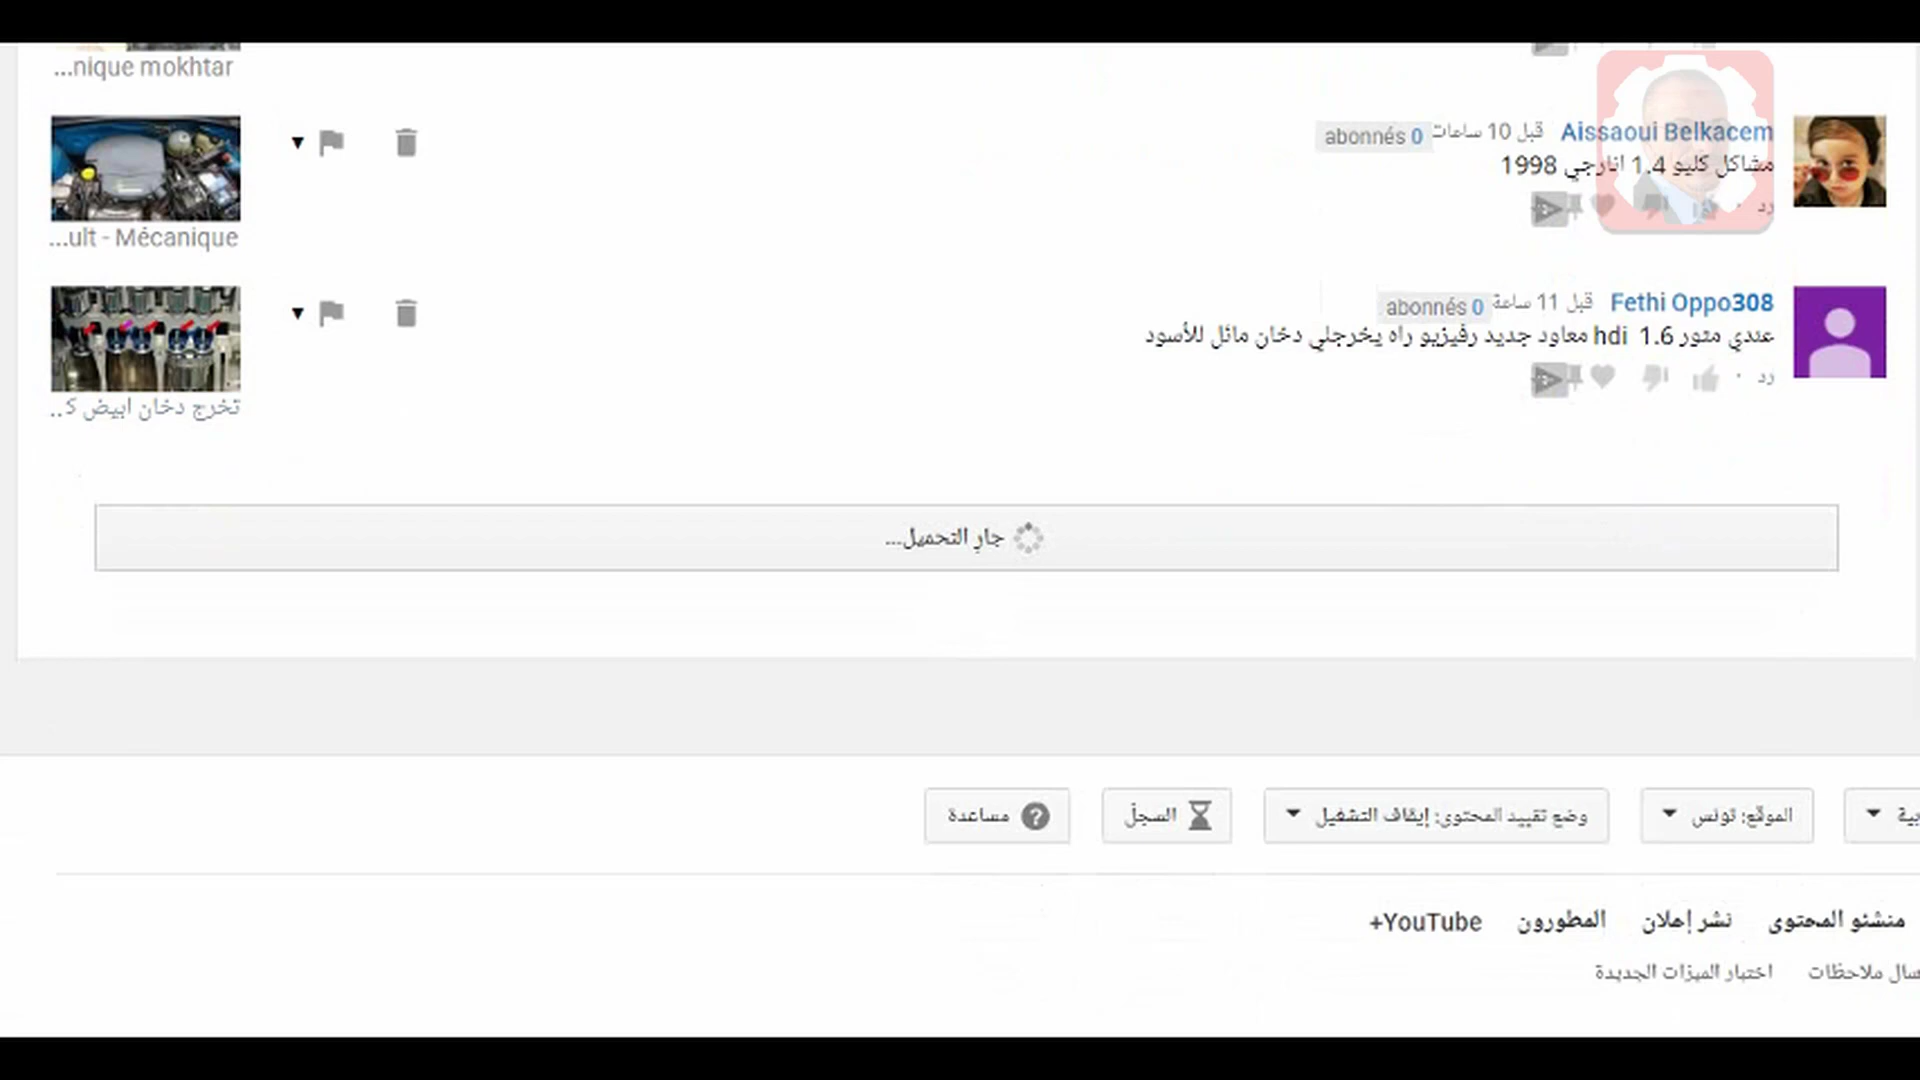 ...nique mokhtar
Aissaoui Belkacem قبل 10 ساعات abonnés 0
مشاكل كليو 1.4 انارجي 1998
رد
...ult - Mécanique
Fethi Oppo308 قبل 11 ساعة abonnés 0
عندي متور 1.6 hdi معاود جديد رفيزيو راه يخرجلي دخان مائل للأسود
رد
تخرج دخان ابيض ك...
جارِ التحميل...
بية
الموقع: تونس
وضع تقييد المحتوى: إيقاف التشغيل
السجلّ
مساعدة
منشئو المحتوى نشر إعلان المطورون YouTube+
سال ملاحظات اختبار الميزات الجديدة